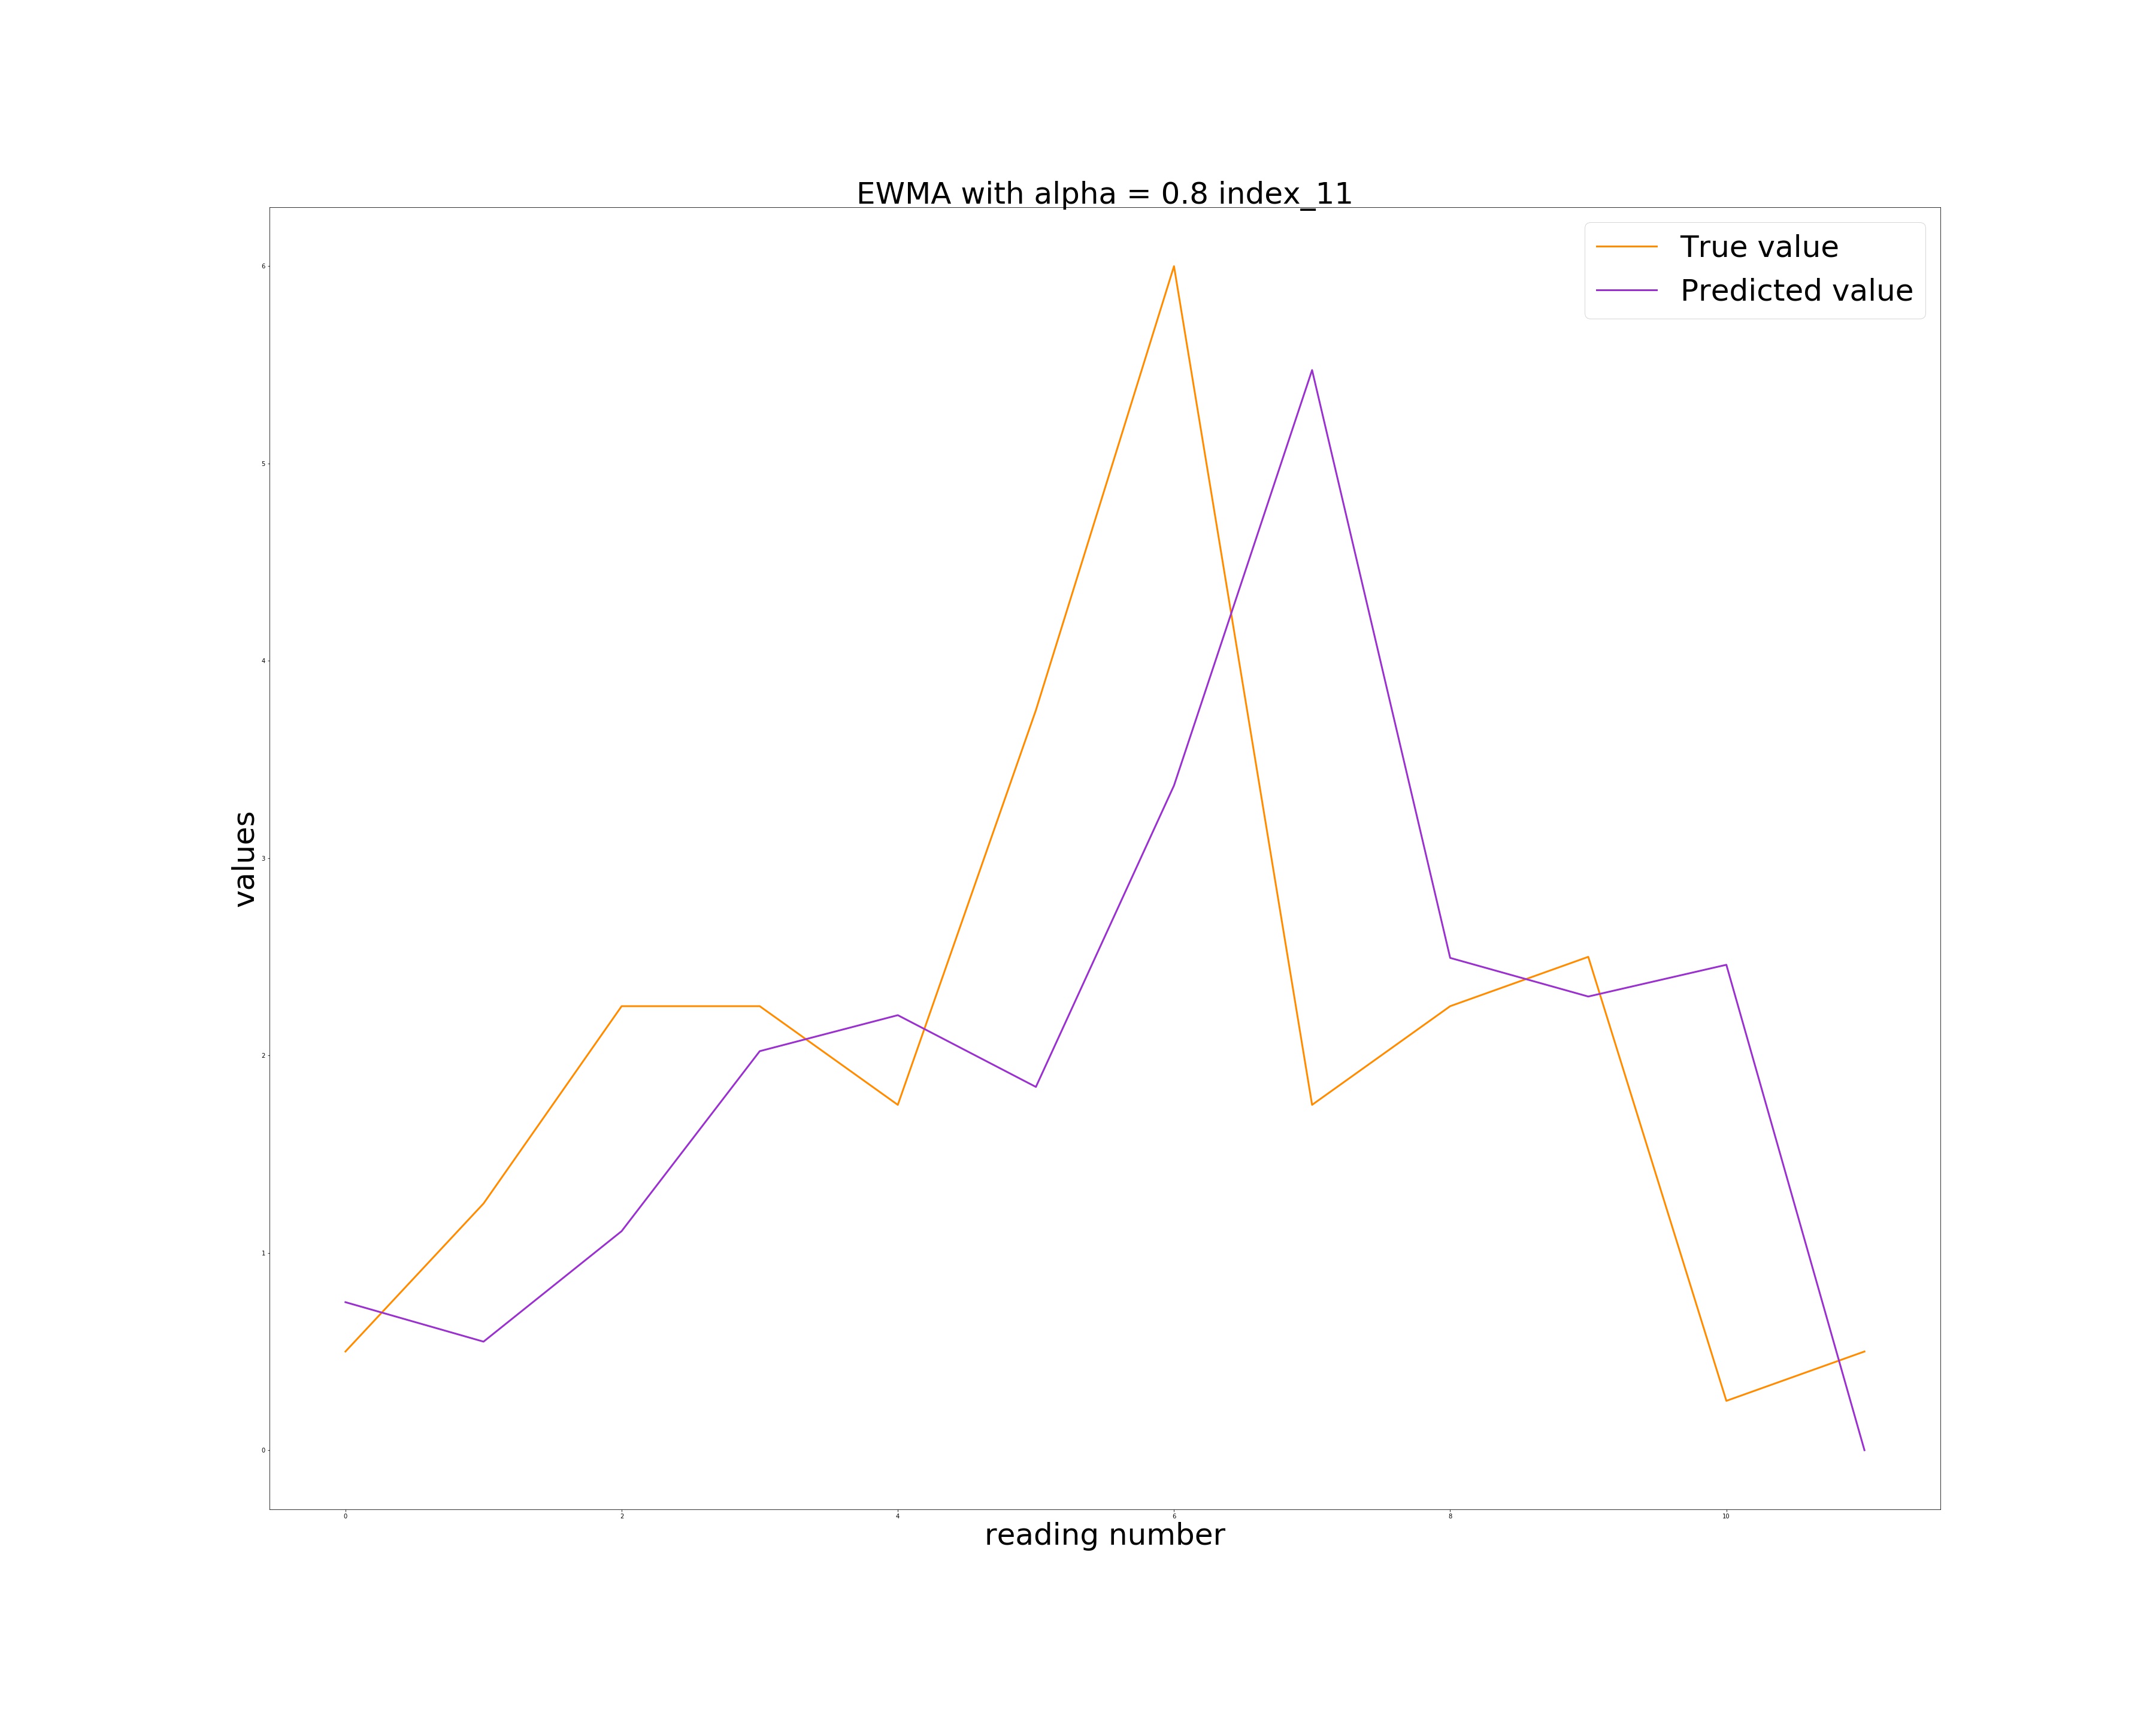 EWMA with alpha = 0.8 index_11
True value
Predicted value
values
6
5
4
3
2
1
0
0 2 4 6 8 10
reading number